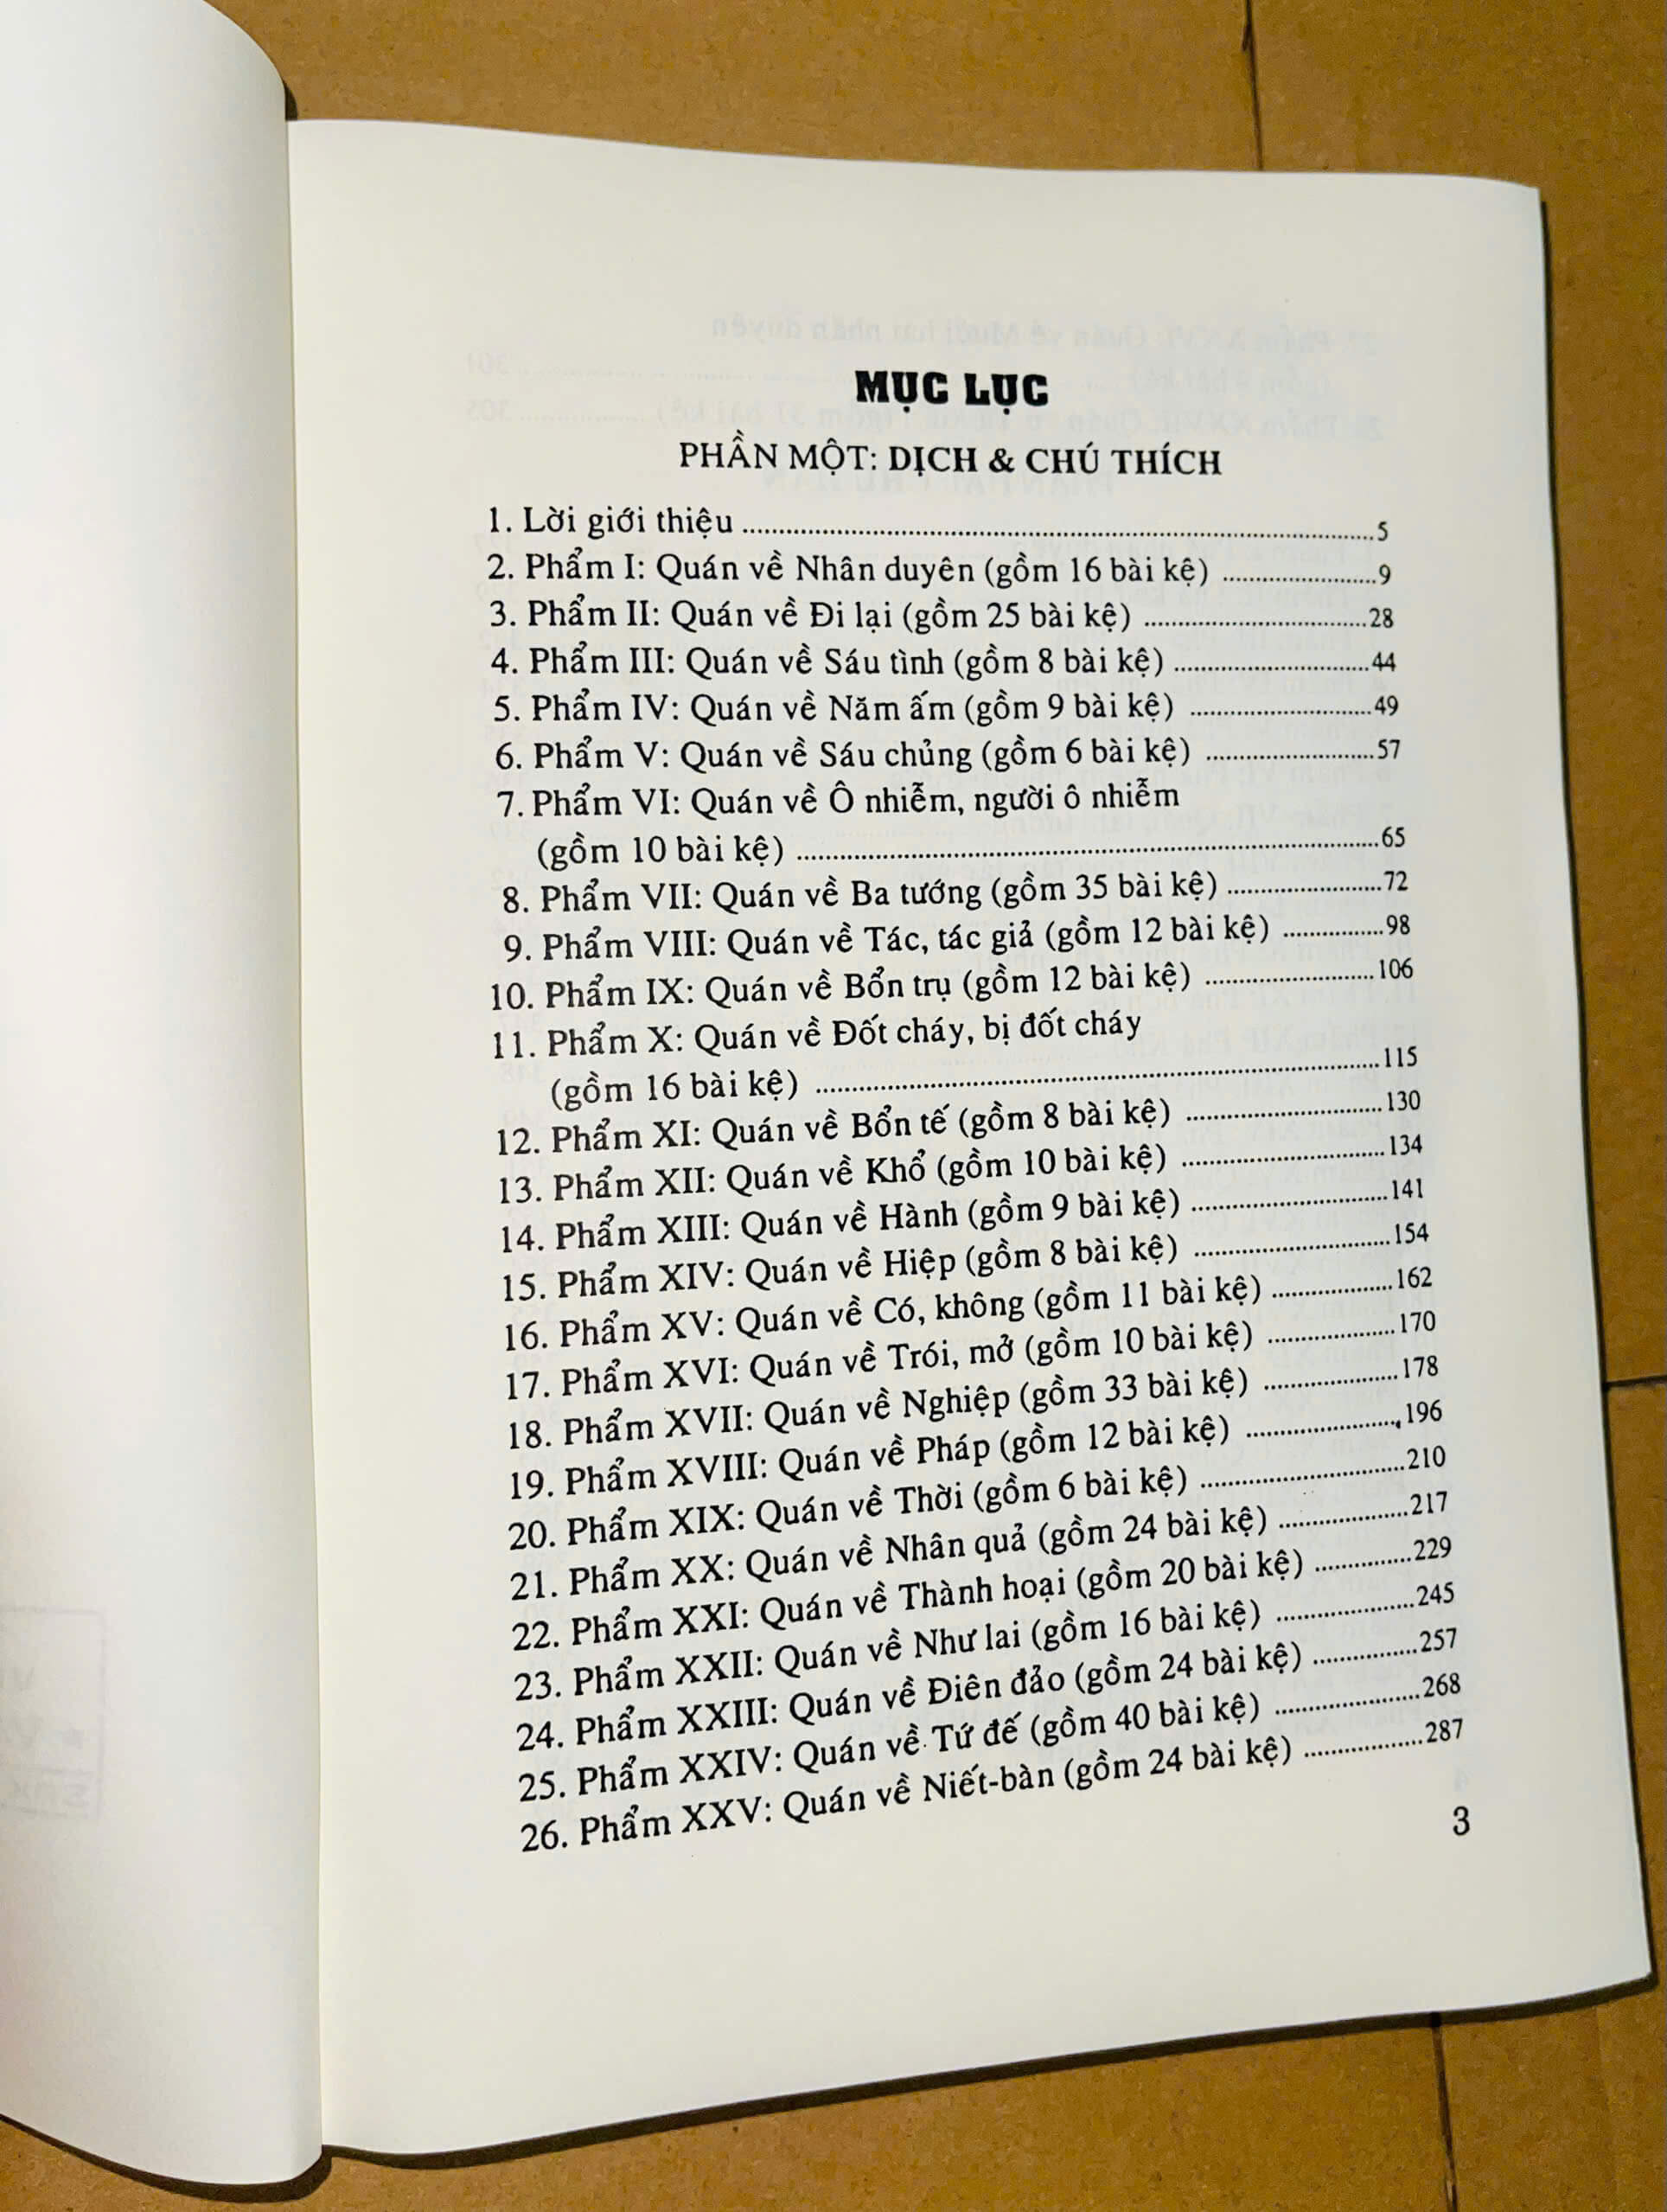 MỤC LỤC
PHẦN MỘT: DỊCH & CHÚ THÍCH
1. Lời giới thiệu ........................................ 5
2. Phẩm I: Quán về Nhân duyên (gồm 16 bài kệ) .................... 9
3. Phẩm II: Quán về Đi lại (gồm 25 bài kệ) .................... 28
4. Phẩm III: Quán về Sáu tình (gồm 8 bài kệ) .................... 44
5. Phẩm IV: Quán về Năm ấm (gồm 9 bài kệ) .................... 49
6. Phẩm V: Quán về Sáu chủng (gồm 6 bài kệ) .................... 57
7. Phẩm VI: Quán về Ô nhiễm, người ô nhiễm
(gồm 10 bài kệ) .................... 65
8. Phẩm VII: Quán về Ba tướng (gồm 35 bài kệ) .................... 72
9. Phẩm VIII: Quán về Tác, tác giả (gồm 12 bài kệ) .................... 98
10. Phẩm IX: Quán về Bổn trụ (gồm 12 bài kệ) .................... 106
11. Phẩm X: Quán về Đốt cháy, bị đốt cháy
(gồm 16 bài kệ) .................... 115
12. Phẩm XI: Quán về Bổn tế (gồm 8 bài kệ) .................... 130
13. Phẩm XII: Quán về Khổ (gồm 10 bài kệ) .................... 134
14. Phẩm XIII: Quán về Hành (gồm 9 bài kệ) .................... 141
15. Phẩm XIV: Quán về Hiệp (gồm 8 bài kệ) .................... 154
16. Phẩm XV: Quán về Có, không (gồm 11 bài kệ) .................... 162
17. Phẩm XVI: Quán về Trói, mở (gồm 10 bài kệ) .................... 170
18. Phẩm XVII: Quán về Nghiệp (gồm 33 bài kệ) .................... 178
19. Phẩm XVIII: Quán về Pháp (gồm 12 bài kệ) .................... 196
20. Phẩm XIX: Quán về Thời (gồm 6 bài kệ) .................... 210
21. Phẩm XX: Quán về Nhân quả (gồm 24 bài kệ) .................... 217
22. Phẩm XXI: Quán về Thành hoại (gồm 20 bài kệ) .................... 229
23. Phẩm XXII: Quán về Như lai (gồm 16 bài kệ) .................... 245
24. Phẩm XXIII: Quán về Điên đảo (gồm 24 bài kệ) .................... 257
25. Phẩm XXIV: Quán về Tứ đế (gồm 40 bài kệ) .................... 268
26. Phẩm XXV: Quán về Niết-bàn (gồm 24 bài kệ) .................... 287
3